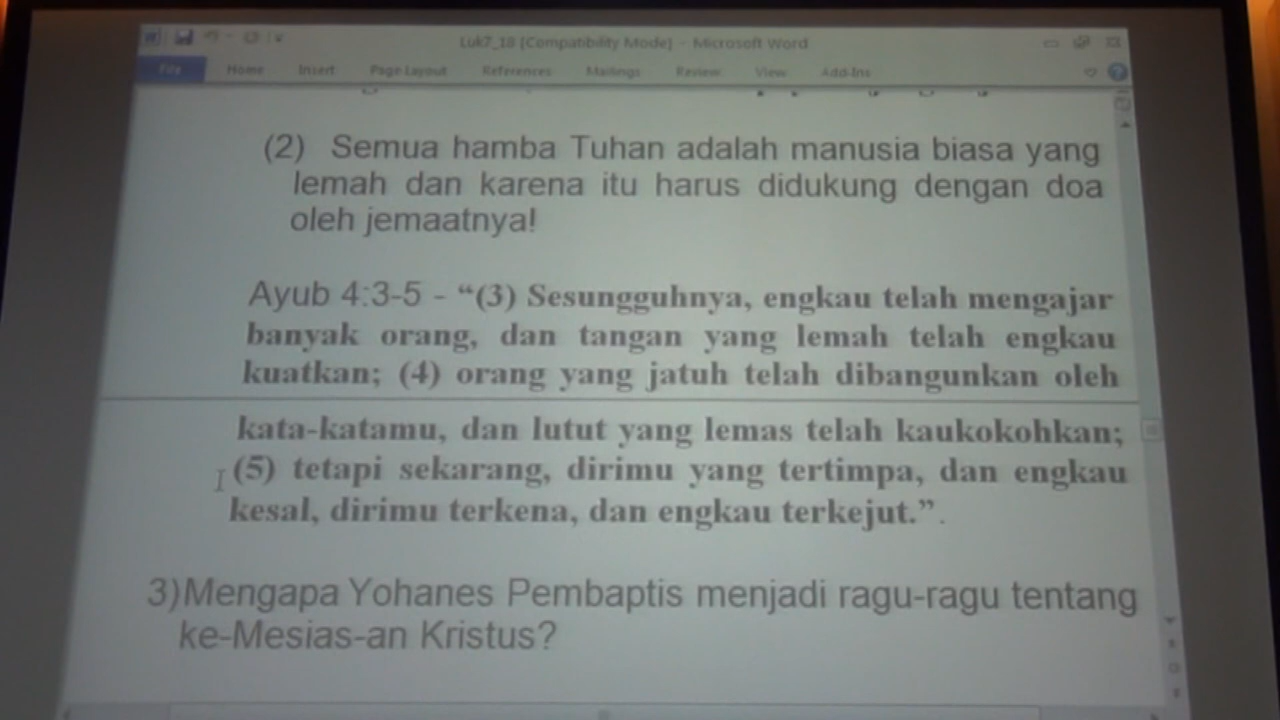 Luk7_18 [Compatibility Mode] - Microsoft Word
File Home Insert Page Layout References Mailings Review View Add-Ins
(2) Semua hamba Tuhan adalah manusia biasa yang
lemah dan karena itu harus didukung dengan doa
oleh jemaatnya!
Ayub 4:3-5 - “(3) Sesungguhnya, engkau telah mengajar
banyak orang, dan tangan yang lemah telah engkau
kuatkan; (4) orang yang jatuh telah dibangunkan oleh
kata-katamu, dan lutut yang lemas telah kaukokohkan;
(5) tetapi sekarang, dirimu yang tertimpa, dan engkau
kesal, dirimu terkena, dan engkau terkejut.”.
3)Mengapa Yohanes Pembaptis menjadi ragu-ragu tentang
ke-Mesias-an Kristus?